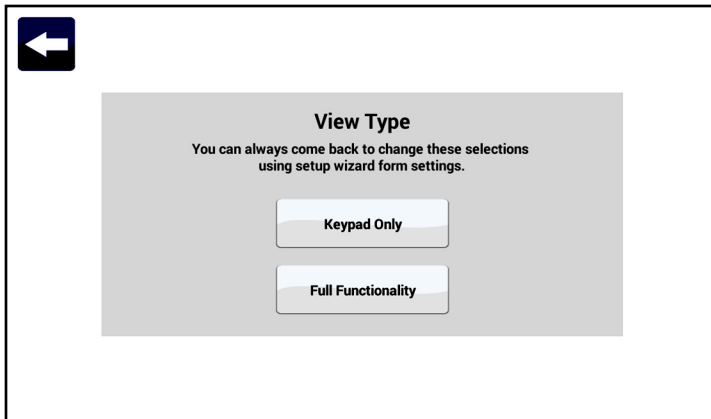 View Type
You can always come back to change these selections
using setup wizard form settings.
Keypad Only
Full Functionality